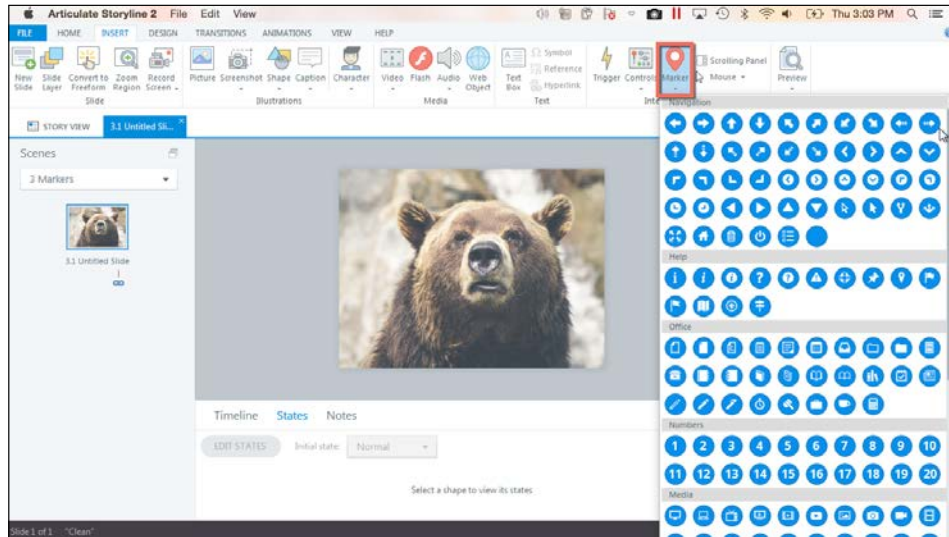 Articulate Storyline 2 File Edit View
Thu 3:03 PM
FILE HOME INSERT DESIGN TRANSITIONS ANIMATIONS VIEW HELP
New Slide
Slide Layer
Convert to Freeform
Zoom Region
Record Screen
Picture Screenshot Shape Caption Character
Video Flash Audio
Web Object
Text Box
Symbol
Reference
Hyperlink
Trigger Controls Marker
Scrolling Panel
Mouse
Preview
Slide Illustrations Media Text Inte
STORY VIEW 3.1 Untitled Sli...
Navigation
Scenes
3 Markers
3.1 Untitled Slide
Help
Office
Timeline States Notes
EDIT STATES Initial state: Normal
Select a shape to view its states
Numbers
1 2 3 4 5 6 7 8 9 10
11 12 13 14 15 16 17 18 19 20
Media
Slide 1 of 1 "Clean"